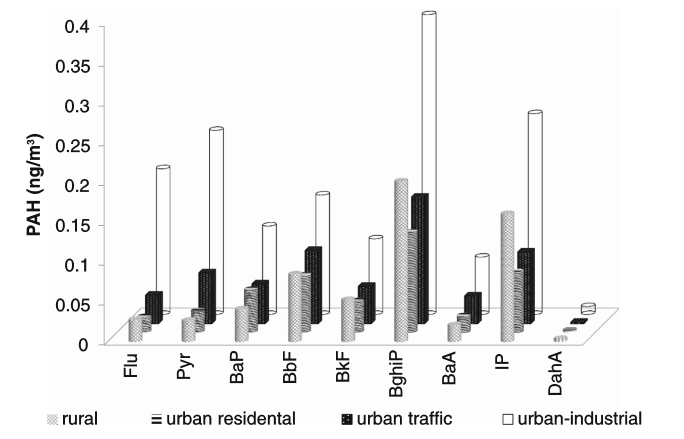 0.4
0.35
0.3
0.25
0.2
0.15
0.1
0.05
0
PAH (ng/m³)
Flu
Pyr
BaP
BbF
BkF
BghiP
BaA
IP
DahA
rural
urban residental
urban traffic
urban-industrial